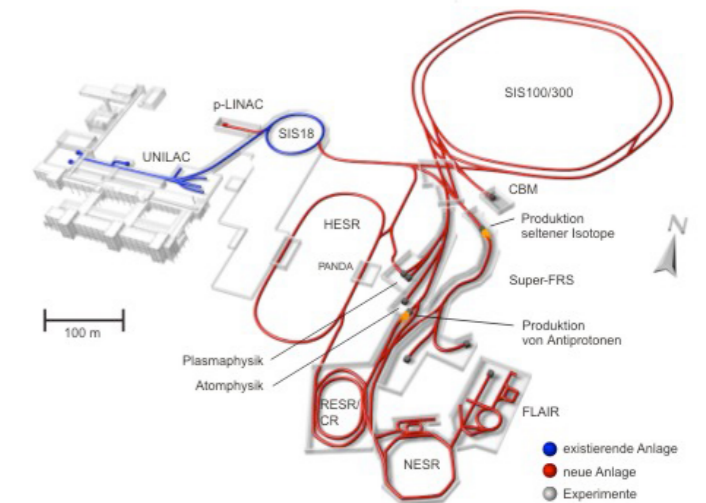 SIS100/300
p-LINAC
SIS18
UNILAC
CBM
Produktion
seltener Isotope
N
HESR
PANDA
Super-FRS
100 m
Produktion
von Antiprotonen
Plasmaphysik
Atomphysik
RESR/
CR
FLAIR
NESR
existierende Anlage
neue Anlage
Experimente